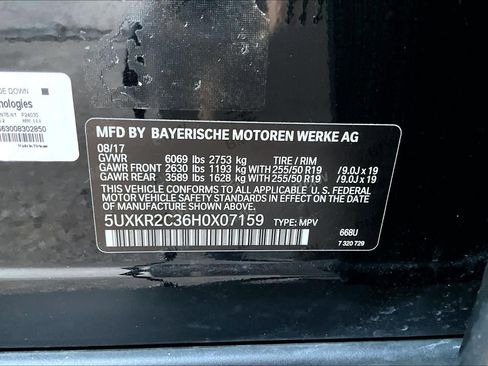 DE DOWN
nologies
P24035
63008302850
MFD BY BAYERISCHE MOTOREN WERKE AG
08/17
GVWR 6069 lbs 2753 kg TIRE / RIM
GAWR FRONT 2630 lbs 1193 kg WITH 255/50 R19 /9.0J x 19
GAWR REAR 3589 lbs 1628 kg WITH 255/50 R19 /9.0J x 19
THIS VEHICLE CONFORMS TO ALL APPLICABLE U. S. FEDERAL
MOTOR VEHICLE SAFETY STANDARDS IN EFFECT ON THE
DATE OF MANUFACTURE SHOWN ABOVE.
5UXKR2C36H0X07159 TYPE: MPV
668U
7 320 729